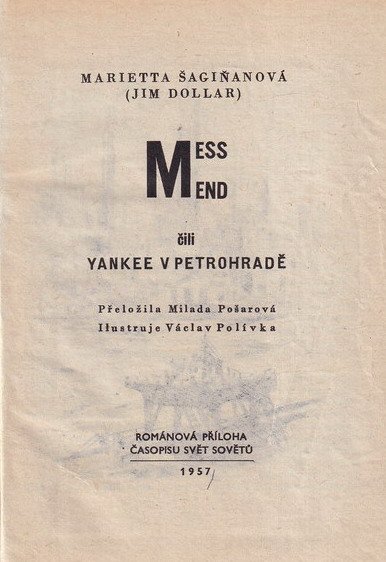 MARIETTA ŠAGIŇANOVÁ
(JIM DOLLAR)
MESS
MEND
čili
YANKEE V PETROHRADĚ
Přeložila Milada Pošarová
Ilustruje Václav Polívka
ROMÁNOVÁ PŘÍLOHA
ČASOPISU SVĚT SOVĚTŮ
1957